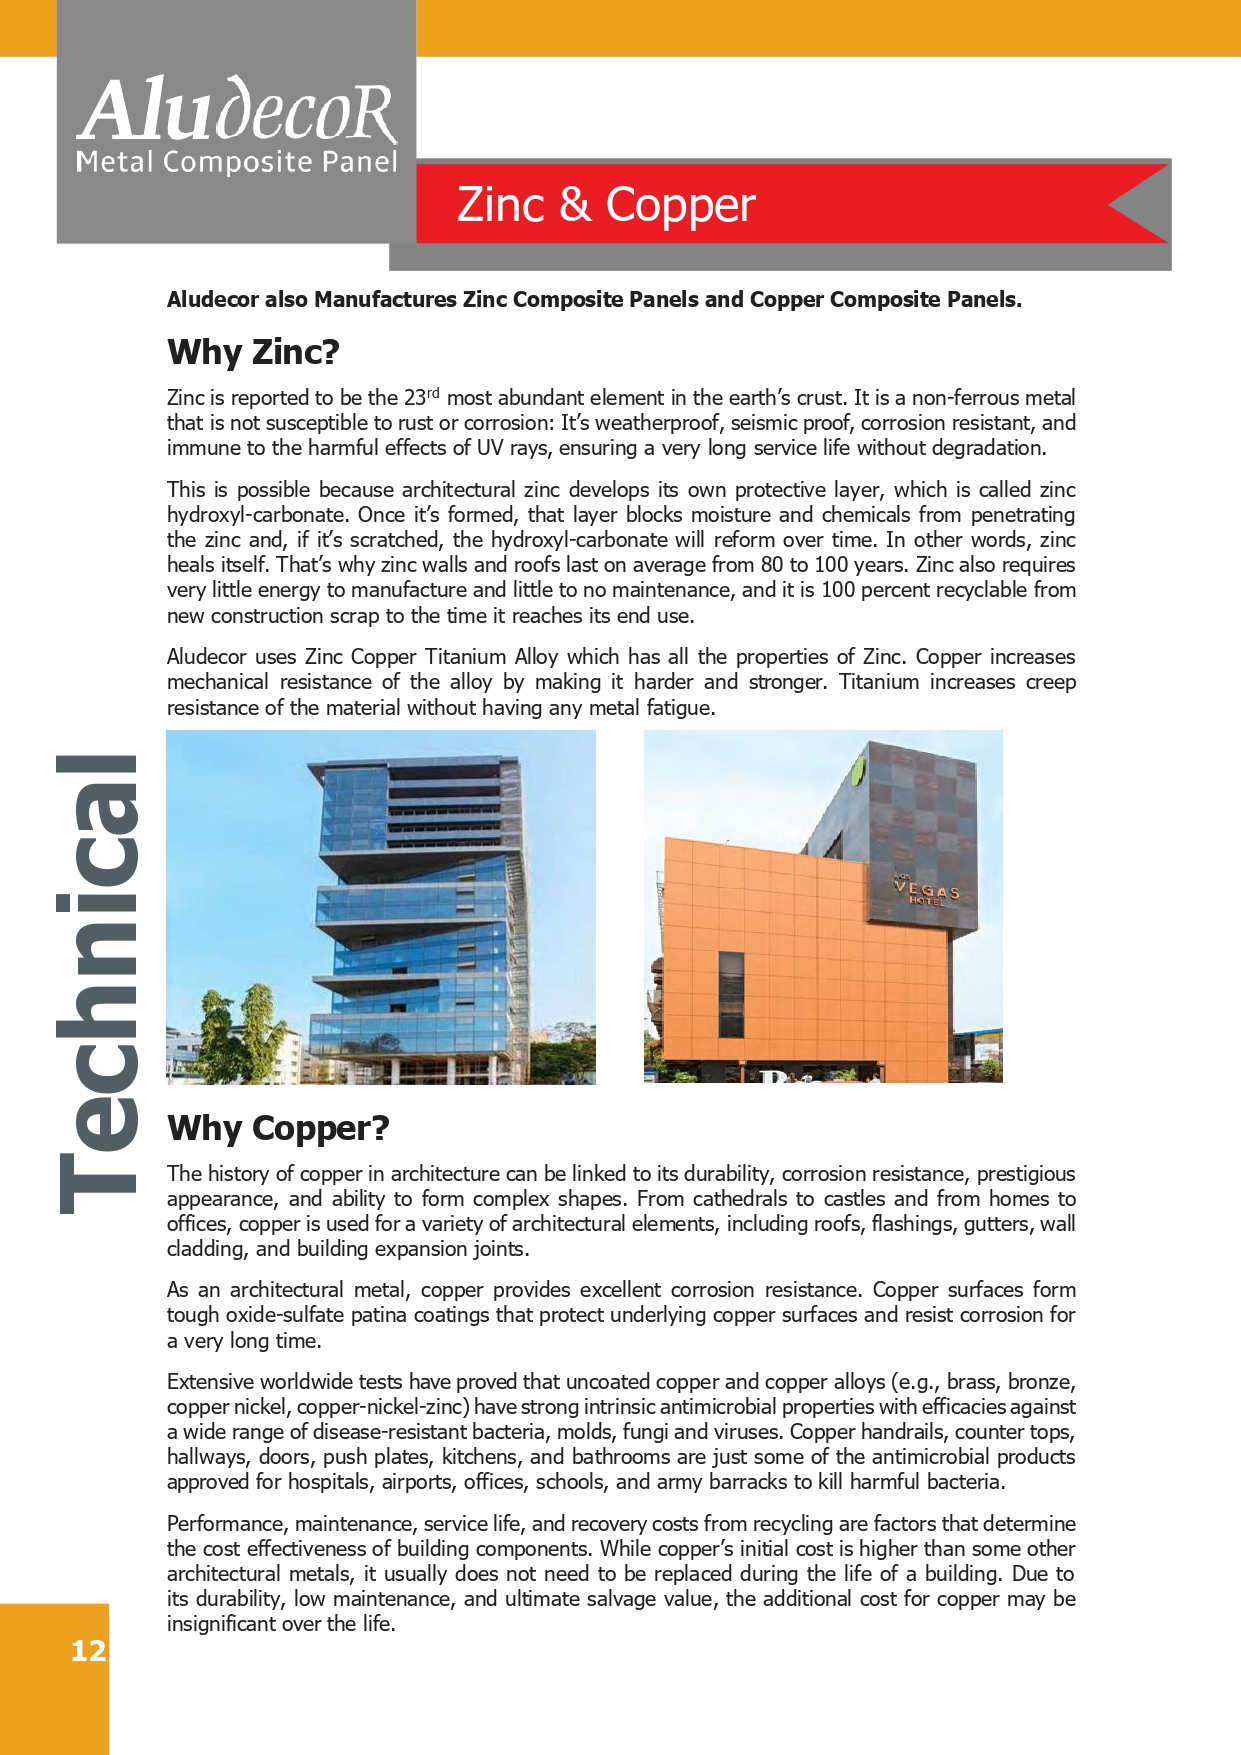 AludecoR
Metal Composite Panel
Zinc & Copper
Aludecor also Manufactures Zinc Composite Panels and Copper Composite Panels.
Why Zinc?
Zinc is reported to be the 23rd most abundant element in the earth’s crust. It is a non-ferrous metal
that is not susceptible to rust or corrosion: It’s weatherproof, seismic proof, corrosion resistant, and
immune to the harmful effects of UV rays, ensuring a very long service life without degradation.
This is possible because architectural zinc develops its own protective layer, which is called zinc
hydroxyl-carbonate. Once it’s formed, that layer blocks moisture and chemicals from penetrating
the zinc and, if it’s scratched, the hydroxyl-carbonate will reform over time. In other words, zinc
heals itself. That’s why zinc walls and roofs last on average from 80 to 100 years. Zinc also requires
very little energy to manufacture and little to no maintenance, and it is 100 percent recyclable from
new construction scrap to the time it reaches its end use.
Aludecor uses Zinc Copper Titanium Alloy which has all the properties of Zinc. Copper increases
mechanical resistance of the alloy by making it harder and stronger. Titanium increases creep
resistance of the material without having any metal fatigue.
Technical
LAS
VEGAS
HOTEL
Why Copper?
The history of copper in architecture can be linked to its durability, corrosion resistance, prestigious
appearance, and ability to form complex shapes. From cathedrals to castles and from homes to
offices, copper is used for a variety of architectural elements, including roofs, flashings, gutters, wall
cladding, and building expansion joints.
As an architectural metal, copper provides excellent corrosion resistance. Copper surfaces form
tough oxide-sulfate patina coatings that protect underlying copper surfaces and resist corrosion for
a very long time.
Extensive worldwide tests have proved that uncoated copper and copper alloys (e.g., brass, bronze,
copper nickel, copper-nickel-zinc) have strong intrinsic antimicrobial properties with efficacies against
a wide range of disease-resistant bacteria, molds, fungi and viruses. Copper handrails, counter tops,
hallways, doors, push plates, kitchens, and bathrooms are just some of the antimicrobial products
approved for hospitals, airports, offices, schools, and army barracks to kill harmful bacteria.
Performance, maintenance, service life, and recovery costs from recycling are factors that determine
the cost effectiveness of building components. While copper’s initial cost is higher than some other
architectural metals, it usually does not need to be replaced during the life of a building. Due to
its durability, low maintenance, and ultimate salvage value, the additional cost for copper may be
insignificant over the life.
12